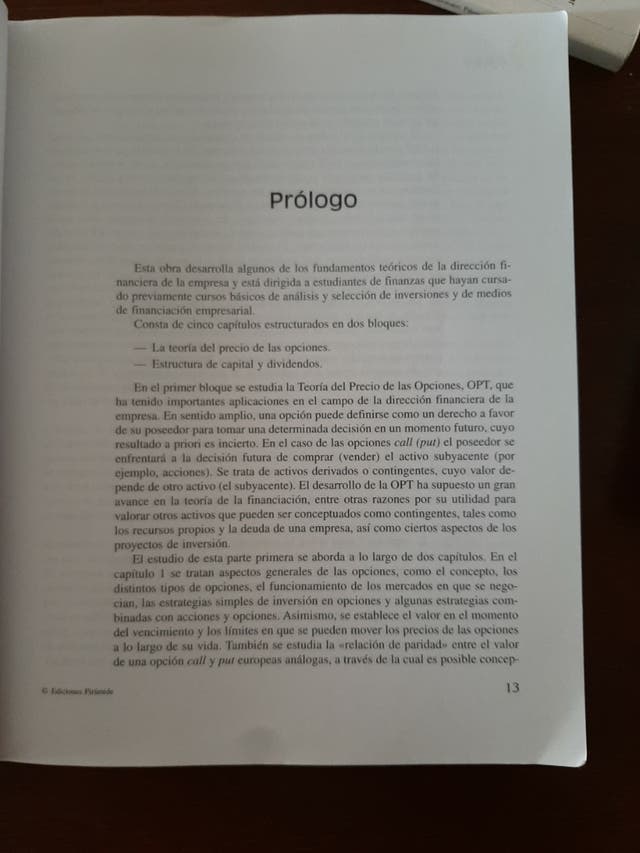 Prólogo
Esta obra desarrolla algunos de los fundamentos teóricos de la dirección fi-
nanciera de la empresa y está dirigida a estudiantes de finanzas que hayan cursa-
do previamente cursos básicos de análisis y selección de inversiones y de medios
de financiación empresarial.
Consta de cinco capítulos estructurados en dos bloques:
— La teoría del precio de las opciones.
— Estructura de capital y dividendos.
En el primer bloque se estudia la Teoría del Precio de las Opciones, OPT, que
ha tenido importantes aplicaciones en el campo de la dirección financiera de la
empresa. En sentido amplio, una opción puede definirse como un derecho a favor
de su poseedor para tomar una determinada decisión en un momento futuro, cuyo
resultado a priori es incierto. En el caso de las opciones call (put) el poseedor se
enfrentará a la decisión futura de comprar (vender) el activo subyacente (por
ejemplo, acciones). Se trata de activos derivados o contingentes, cuyo valor de-
pende de otro activo (el subyacente). El desarrollo de la OPT ha supuesto un gran
avance en la teoría de la financiación, entre otras razones por su utilidad para
valorar otros activos que pueden ser conceptuados como contingentes, tales como
los recursos propios y la deuda de una empresa, así como ciertos aspectos de los
proyectos de inversión.
El estudio de esta parte primera se aborda a lo largo de dos capítulos. En el
capítulo 1 se tratan aspectos generales de las opciones, como el concepto, los
distintos tipos de opciones, el funcionamiento de los mercados en que se nego-
cian, las estrategias simples de inversión en opciones y algunas estrategias com-
binadas con acciones y opciones. Asimismo, se establece el valor en el momento
del vencimiento y los límites en que se pueden mover los precios de las opciones
a lo largo de su vida. También se estudia la «relación de paridad» entre el valor
de una opción call y put europeas análogas, a través de la cual es posible concep-
© Ediciones Pirámide
13